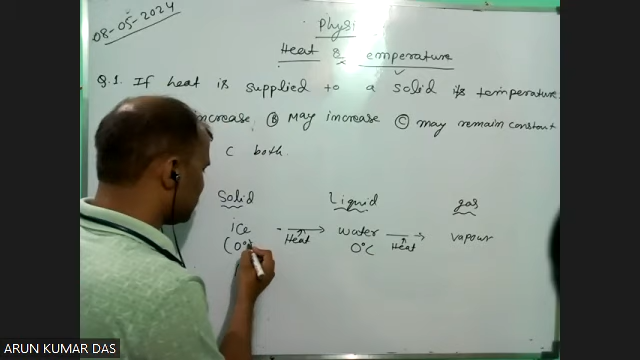 08-05-2024
Physi
Heat & Temperature
Q.1. If heat is supplied to a solid its temperature
increase (B) May increase (C) may remain constant
C both.
Solid Liquid gas
ice Heat water Heat vapour
(0° 0°C
ARUN KUMAR DAS